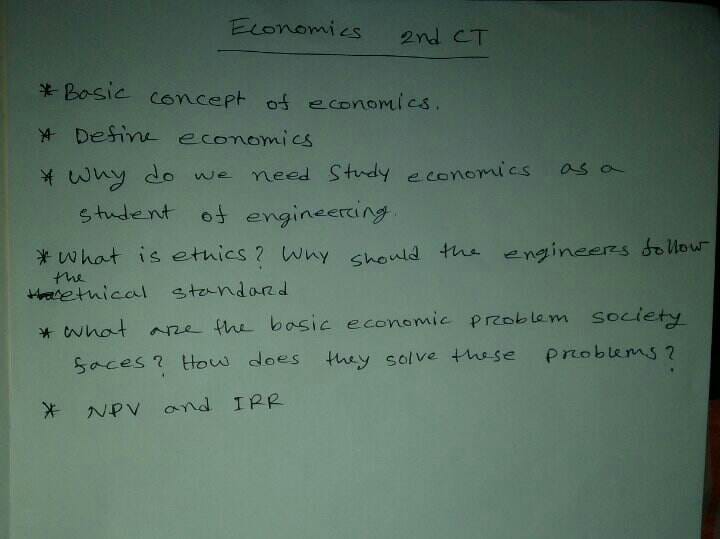 Economics 2nd CT
* Basic concept of economics.
* Define economics
* Why do we need Study economics as a
student of engineering.
* What is ethics? Why should the engineers follow
the
ethical standard
* What are the basic economic problem society
faces? How does they solve these problems?
* NPV and IRR